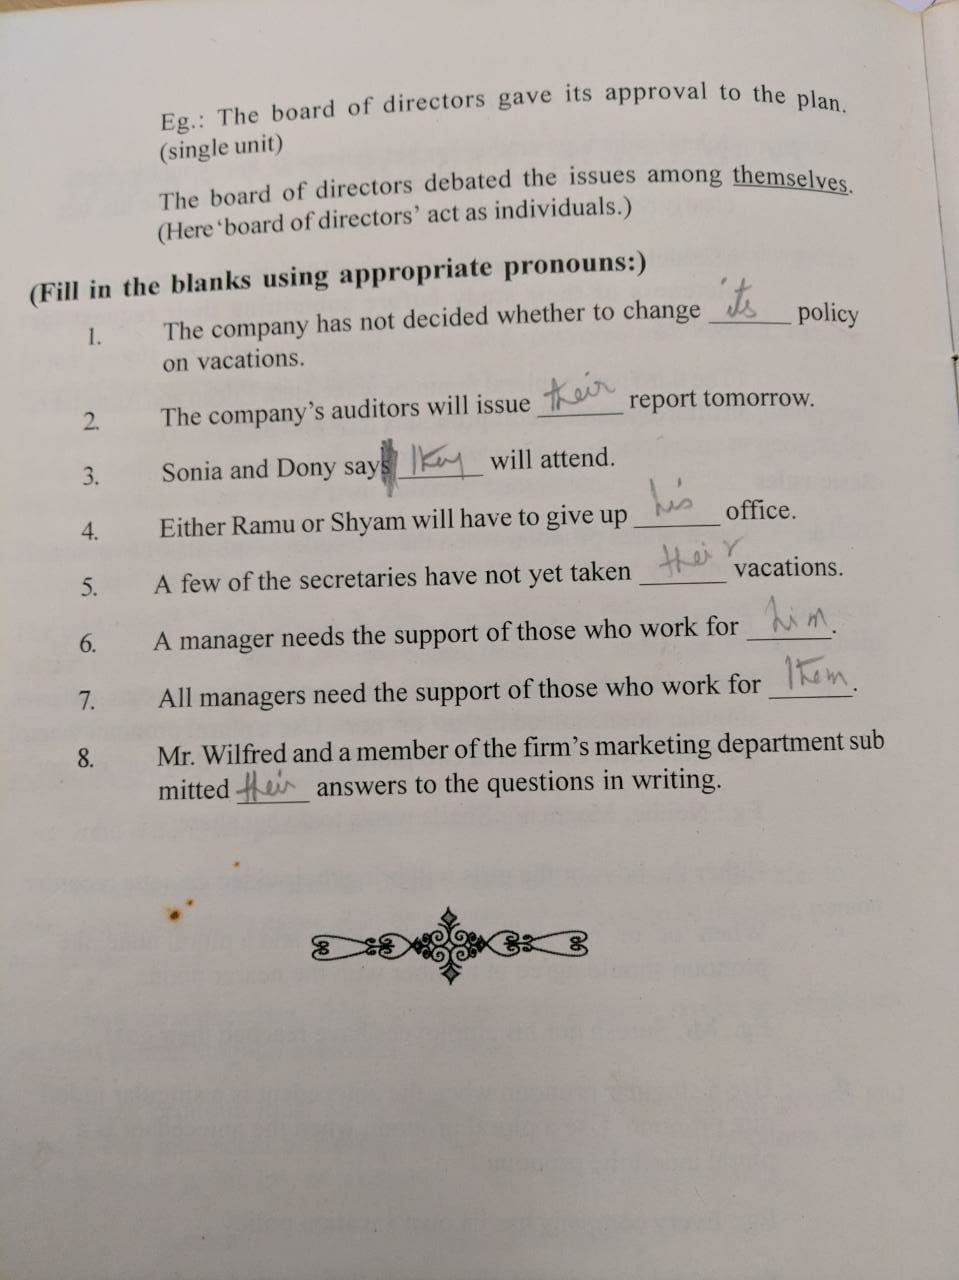 Eg.: The board of directors gave its approval to the plan.
(single unit)
The board of directors debated the issues among themselves.
(Here ‘board of directors’ act as individuals.)
(Fill in the blanks using appropriate pronouns:)
1. The company has not decided whether to change its policy
on vacations.
2. The company’s auditors will issue their report tomorrow.
3. Sonia and Dony say they will attend.
4. Either Ramu or Shyam will have to give up his office.
5. A few of the secretaries have not yet taken their vacations.
6. A manager needs the support of those who work for him.
7. All managers need the support of those who work for them.
8. Mr. Wilfred and a member of the firm’s marketing department sub
mitted their answers to the questions in writing.